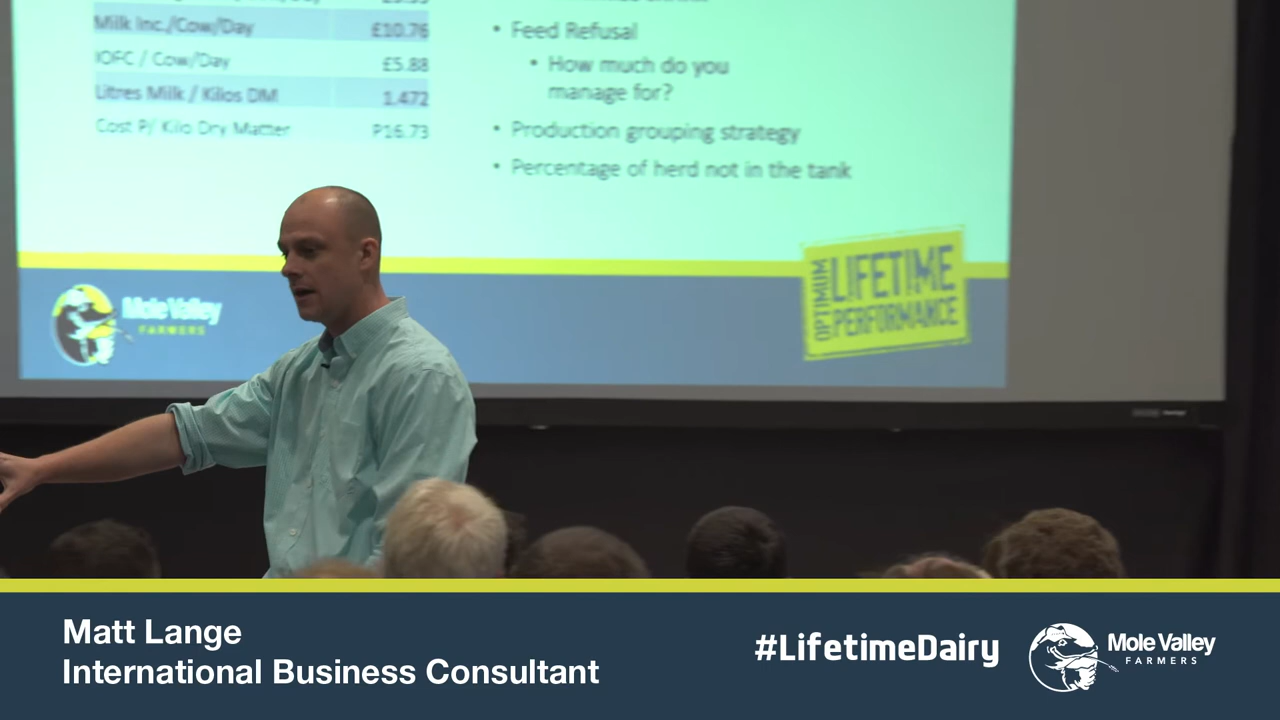 Milk Inc./Cow/Day £10.76
IOFC / Cow/Day £5.88
Litres Milk / Kilos DM 1.472
Cost P/ Kilo Dry Matter P16.73
• Feed Refusal
• How much do you
manage for?
• Production grouping strategy
• Percentage of herd not in the tank
Mole Valley
FARMERS
OPTIMUM
LIFETIME
PERFORMANCE
Matt Lange
International Business Consultant
#LifetimeDairy
Mole Valley
FARMERS